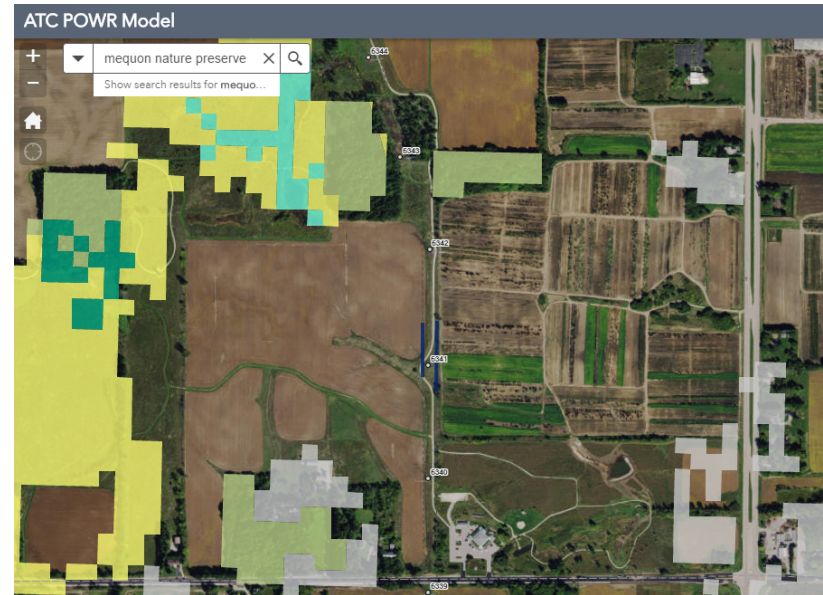 ATC POWR Model
+
mequon nature preserve
Show search results for mequo...
−
6344
6343
6342
6341
6340
6339